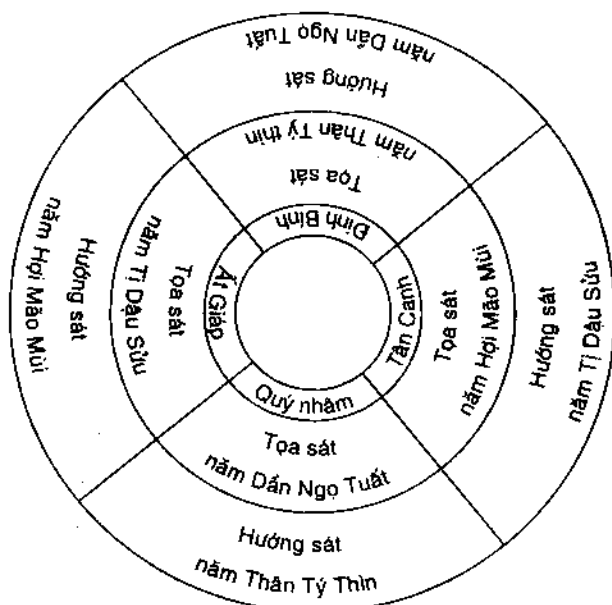 năm Dần Ngọ Tuất
Hướng sát
năm Thân Tý thìn
Tọa sát
Đinh Bính
năm Hợi Mão Mùi
Hướng sát
năm Tị Dậu Sửu
Tọa sát
Ất Giáp
Tân Canh
Tọa sát
năm Hợi Mão Mùi
Hướng sát
năm Tị Dậu Sửu
Quý nhâm
Tọa sát
năm Dần Ngọ Tuất
Hướng sát
năm Thân Tý Thìn